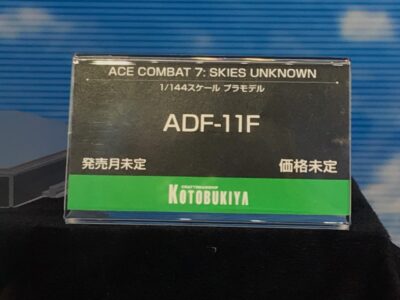 ACE COMBAT 7: SKIES UNKNOWN
1/144スケール プラモデル
ADF-11F
発売月未定 価格未定
CRAFTSMANSHIP
KOTOBUKIYA